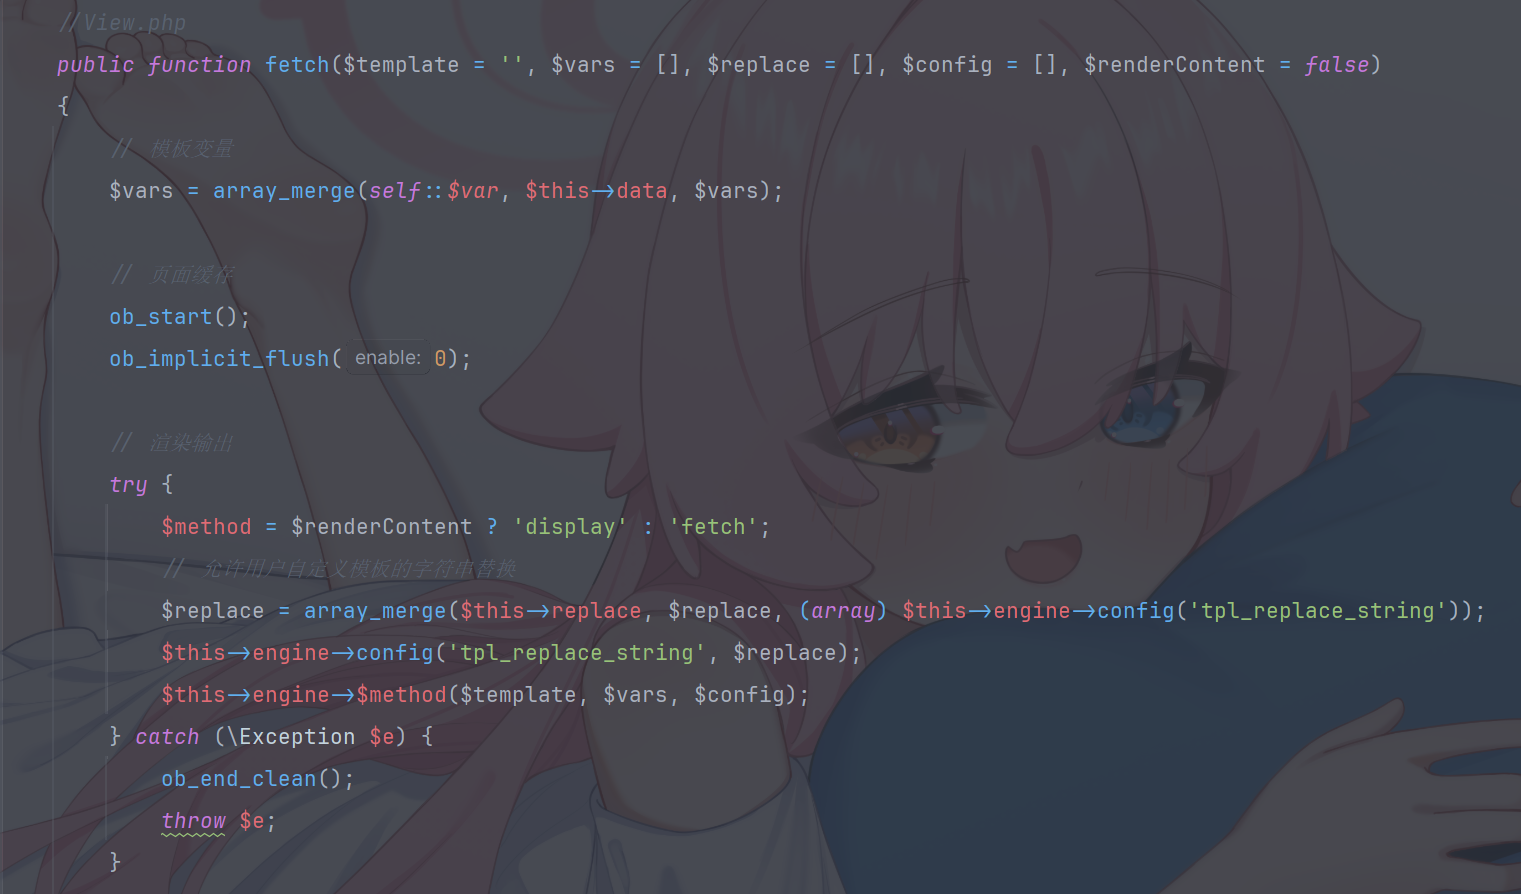 //View.php
public function fetch($template = '', $vars = [], $replace = [], $config = [], $renderContent = false)
{
// 模板变量
$vars = array_merge(self::$var, $this->data, $vars);
// 页面缓存
ob_start();
ob_implicit_flush( enable: 0);
// 渲染输出
try {
$method = $renderContent ? 'display' : 'fetch';
// 允许用户自定义模板的字符串替换
$replace = array_merge($this->replace, $replace, (array) $this->engine->config('tpl_replace_string'));
$this->engine->config('tpl_replace_string', $replace);
$this->engine->$method($template, $vars, $config);
} catch (\Exception $e) {
ob_end_clean();
throw $e;
}